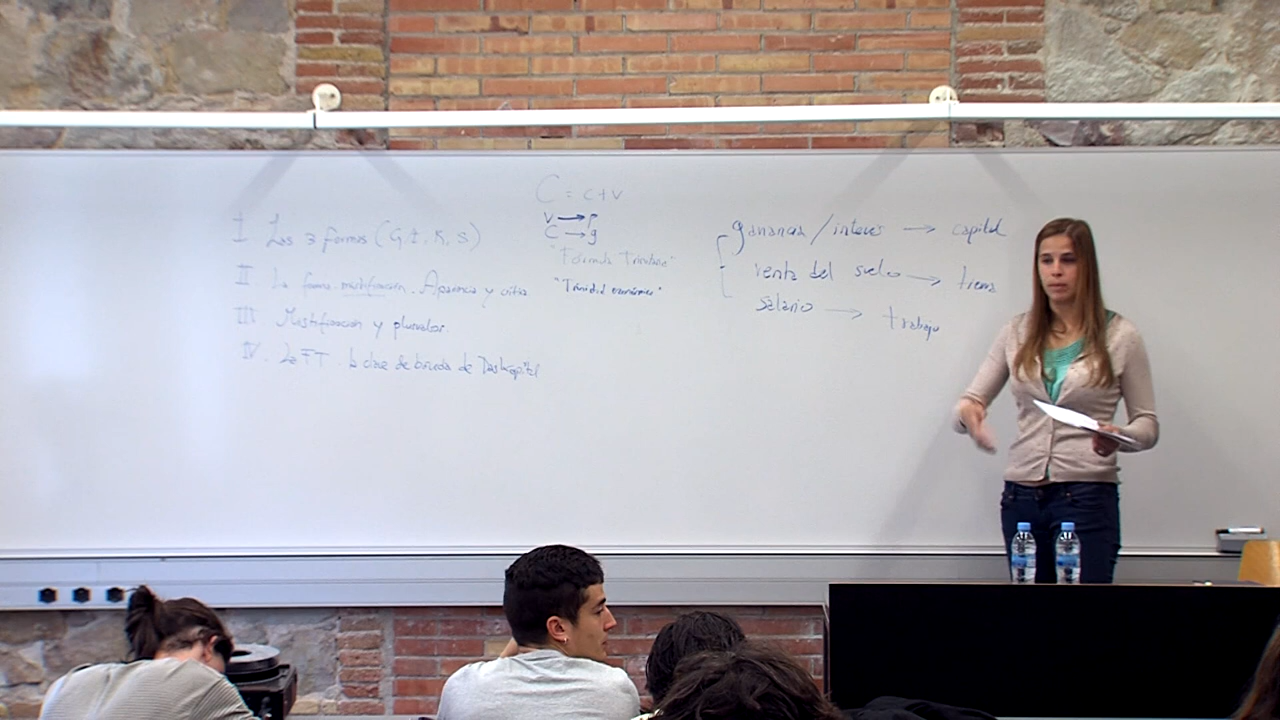 I Las 3 formas (G.I, R, S)
II La forma mistificación. Apariencia y
III Mistificación y plusvalor.
IV. La FT. la clave de bóveda de Das Kapital
C = c+v
v → p
C → g
"Fórmula Trinitaria"
"Trinidad económica"
ganancia/interés → capital
renta del suelo → tierra
salario → trabajo